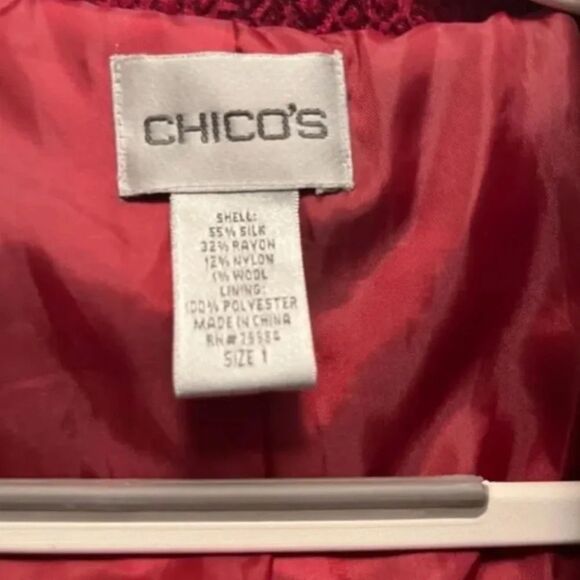 CHICO'S
SHELL:
55% SILK
32% RAYON
12% NYLON
1% WOOL
LINING:
100% POLYESTER
MADE IN CHINA
RN#75584
SIZE 1